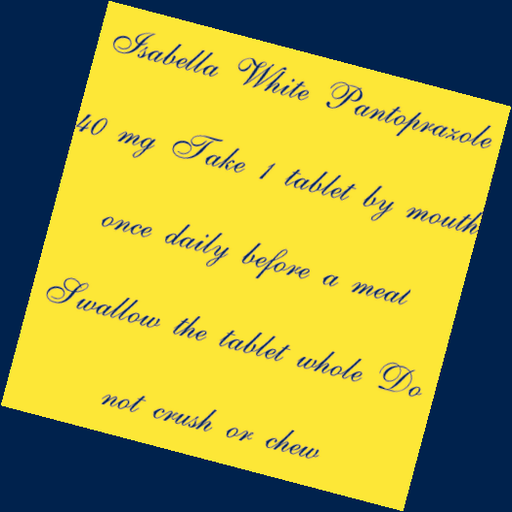 Isabella White Pantoprazole
40 mg Take 1 tablet by mouth
once daily before a meal
Swallow the tablet whole Do
not crush or chew